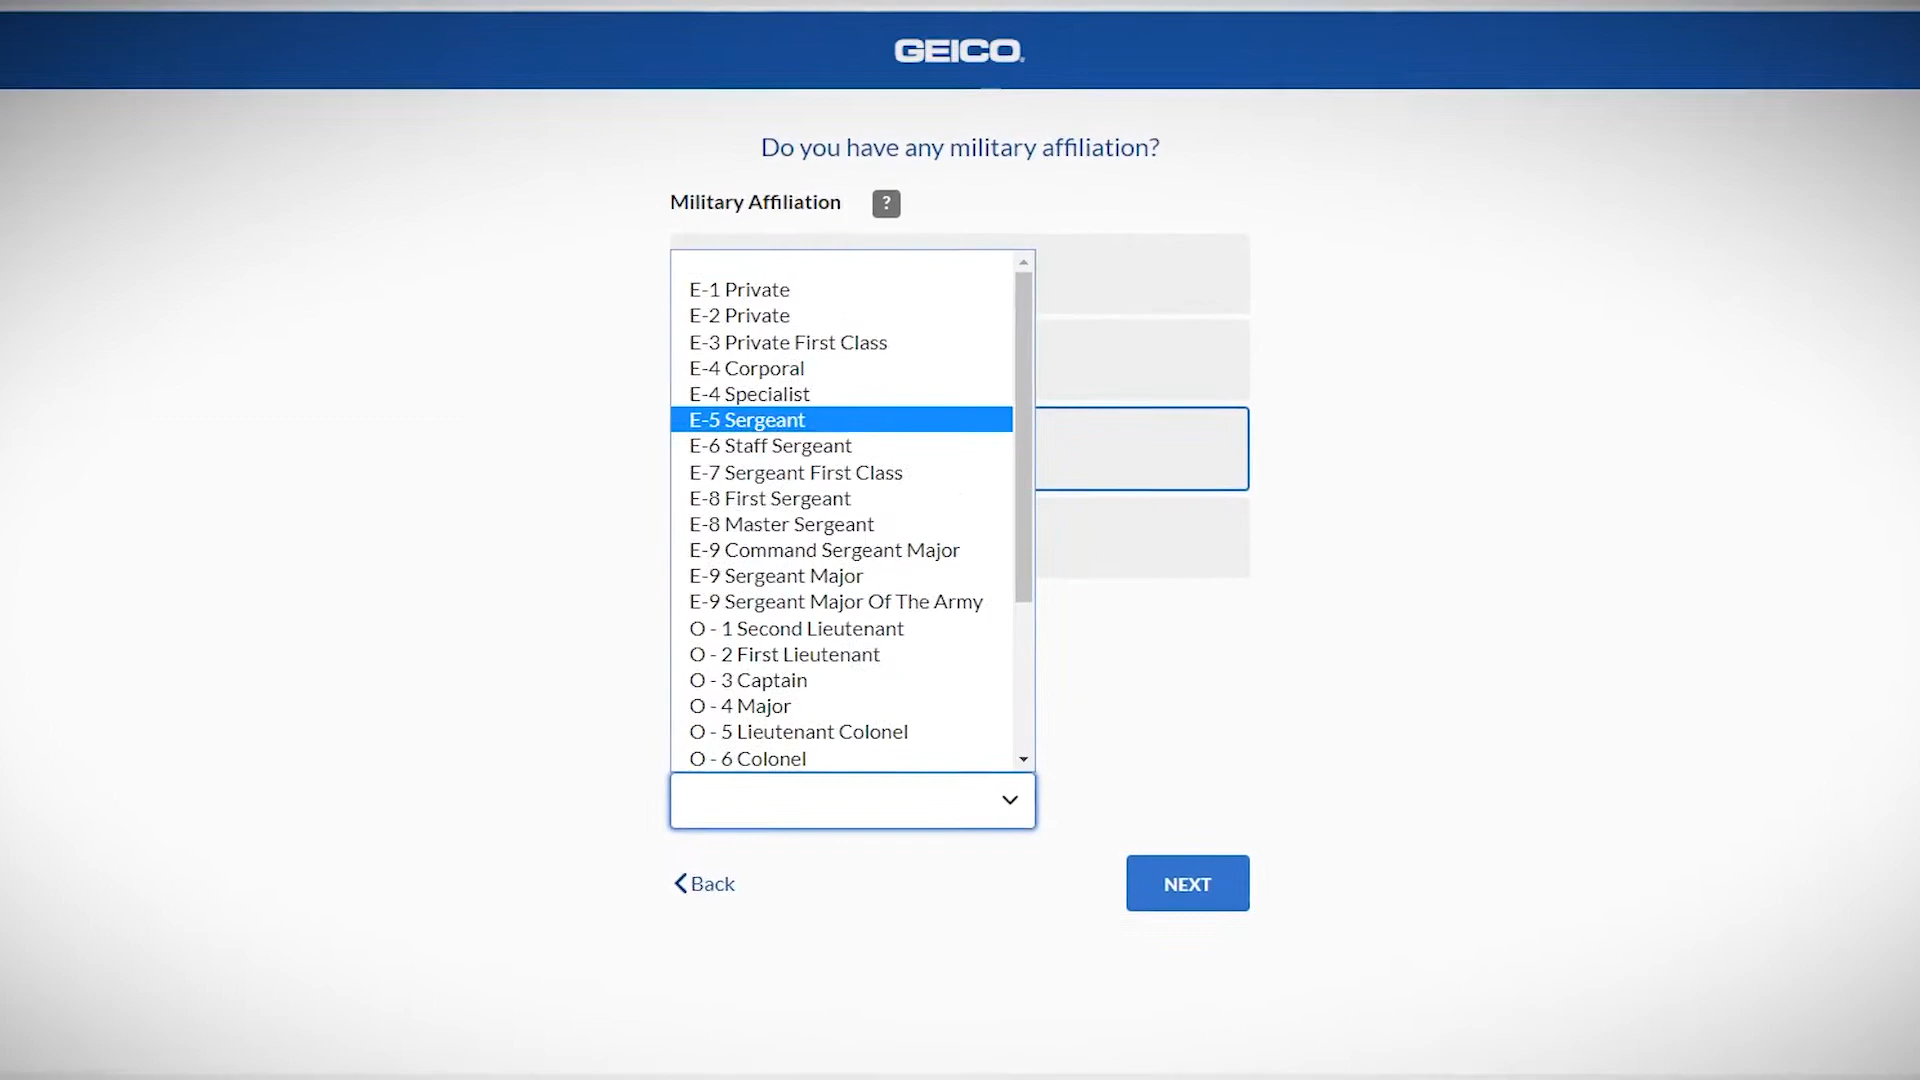 GEICO
Do you have any military affiliation?
Military Affiliation ?
E-1 Private
E-2 Private
E-3 Private First Class
E-4 Corporal
E-4 Specialist
E-5 Sergeant
E-6 Staff Sergeant
E-7 Sergeant First Class
E-8 First Sergeant
E-8 Master Sergeant
E-9 Command Sergeant Major
E-9 Sergeant Major
E-9 Sergeant Major Of The Army
O - 1 Second Lieutenant
O - 2 First Lieutenant
O - 3 Captain
O - 4 Major
O - 5 Lieutenant Colonel
O - 6 Colonel
Back
NEXT